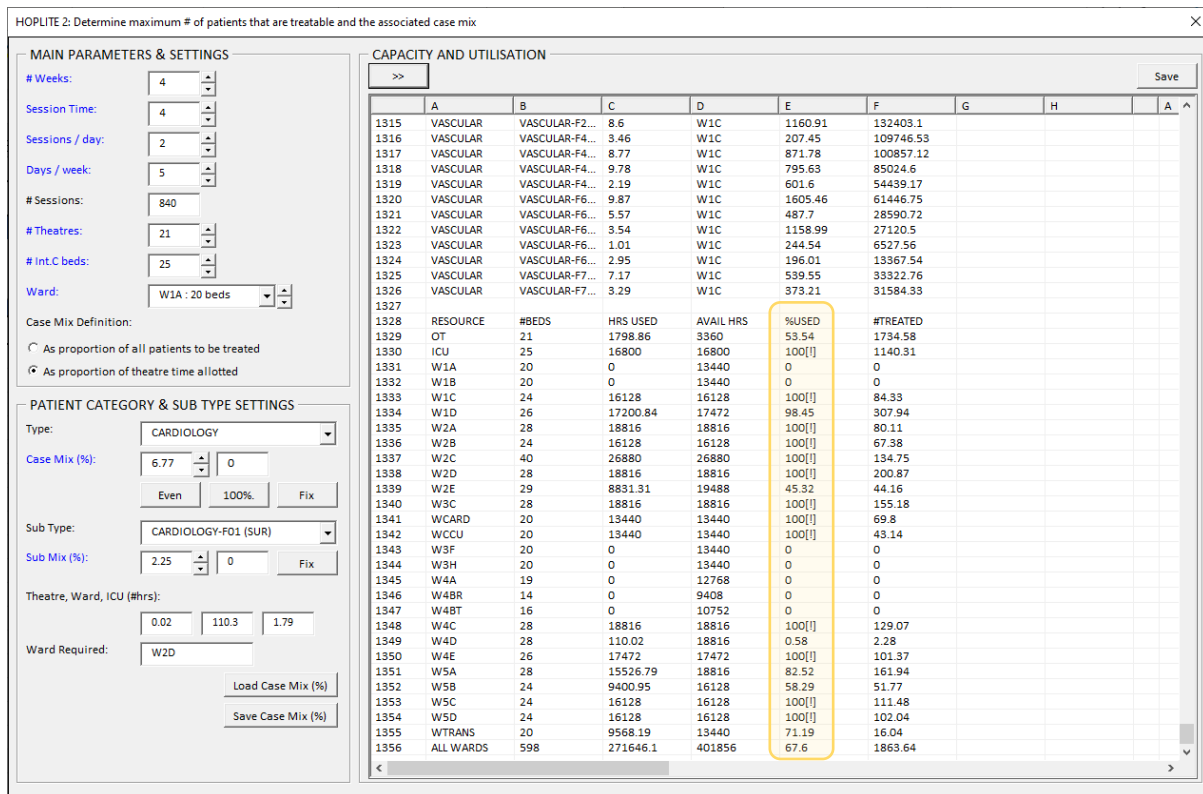 HOPLITE 2: Determine maximum # of patients that are treatable and the associated case mix
MAIN PARAMETERS & SETTINGS
# Weeks: 4
Session Time: 4
Sessions / day: 2
Days / week: 5
# Sessions: 840
# Theatres: 21
# Int.C beds: 25
Ward: W1A : 20 beds
Case Mix Definition:
As proportion of all patients to be treated
As proportion of theatre time allotted
PATIENT CATEGORY & SUB TYPE SETTINGS
Type: CARDIOLOGY
Case Mix (%): 6.77 0
Even 100%. Fix
Sub Type: CARDIOLOGY-F01 (SUR)
Sub Mix (%): 2.25 0 Fix
Theatre, Ward, ICU (#hrs):
0.02 110.3 1.79
Ward Required: W2D
Load Case Mix (%)
Save Case Mix (%)
CAPACITY AND UTILISATION
>> Save
A B C D E F G H A
1315 VASCULAR VASCULAR-F2... 8.6 W1C 1160.91 132403.1
1316 VASCULAR VASCULAR-F4... 3.46 W1C 207.45 109746.53
1317 VASCULAR VASCULAR-F4... 8.77 W1C 871.78 100857.12
1318 VASCULAR VASCULAR-F4... 9.78 W1C 795.63 85024.6
1319 VASCULAR VASCULAR-F4... 2.19 W1C 601.6 54439.17
1320 VASCULAR VASCULAR-F6... 9.87 W1C 1605.46 61446.75
1321 VASCULAR VASCULAR-F6... 5.57 W1C 487.7 28590.72
1322 VASCULAR VASCULAR-F6... 3.54 W1C 1158.99 27120.5
1323 VASCULAR VASCULAR-F6... 1.01 W1C 244.54 6527.56
1324 VASCULAR VASCULAR-F6... 2.95 W1C 196.01 13367.54
1325 VASCULAR VASCULAR-F7... 7.17 W1C 539.55 33322.76
1326 VASCULAR VASCULAR-F7... 3.29 W1C 373.21 31584.33
1327
1328 RESOURCE #BEDS HRS USED AVAIL HRS %USED #TREATED
1329 OT 21 1798.86 3360 53.54 1734.58
1330 ICU 25 16800 16800 100[!] 1140.31
1331 W1A 20 0 13440 0 0
1332 W1B 20 0 13440 0 0
1333 W1C 24 16128 16128 100[!] 84.33
1334 W1D 26 17200.84 17472 98.45 307.94
1335 W2A 28 18816 18816 100[!] 80.11
1336 W2B 24 16128 16128 100[!] 67.38
1337 W2C 40 26880 26880 100[!] 134.75
1338 W2D 28 18816 18816 100[!] 200.87
1339 W2E 29 8831.31 19488 45.32 44.16
1340 W3C 28 18816 18816 100[!] 155.18
1341 WCARD 20 13440 13440 100[!] 69.8
1342 WCCU 20 13440 13440 100[!] 43.14
1343 W3F 20 0 13440 0 0
1344 W3H 20 0 13440 0 0
1345 W4A 19 0 12768 0 0
1346 W4BR 14 0 9408 0 0
1347 W4BT 16 0 10752 0 0
1348 W4C 28 18816 18816 100[!] 129.07
1349 W4D 28 110.02 18816 0.58 2.28
1350 W4E 26 17472 17472 100[!] 101.37
1351 W5A 28 15526.79 18816 82.52 161.94
1352 W5B 24 9400.95 16128 58.29 51.77
1353 W5C 24 16128 16128 100[!] 111.48
1354 W5D 24 16128 16128 100[!] 102.04
1355 WTRANS 20 9568.19 13440 71.19 16.04
1356 ALL WARDS 598 271646.1 401856 67.6 1863.64